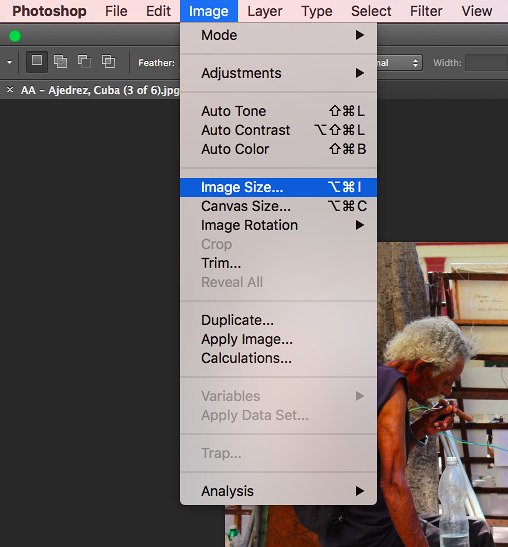 Photoshop File Edit Image Layer Type Select Filter View
Mode
Feather: Width:
Adjustments
× AA – Ajedrez, Cuba (3 of 6).jpg
Auto Tone ⇧⌘L
Auto Contrast ⌥⇧⌘L
Auto Color ⇧⌘B
Image Size... ⌥⌘I
Canvas Size... ⌥⌘C
Image Rotation
Crop
Trim...
Reveal All
Duplicate...
Apply Image...
Calculations...
Variables
Apply Data Set...
Trap...
Analysis